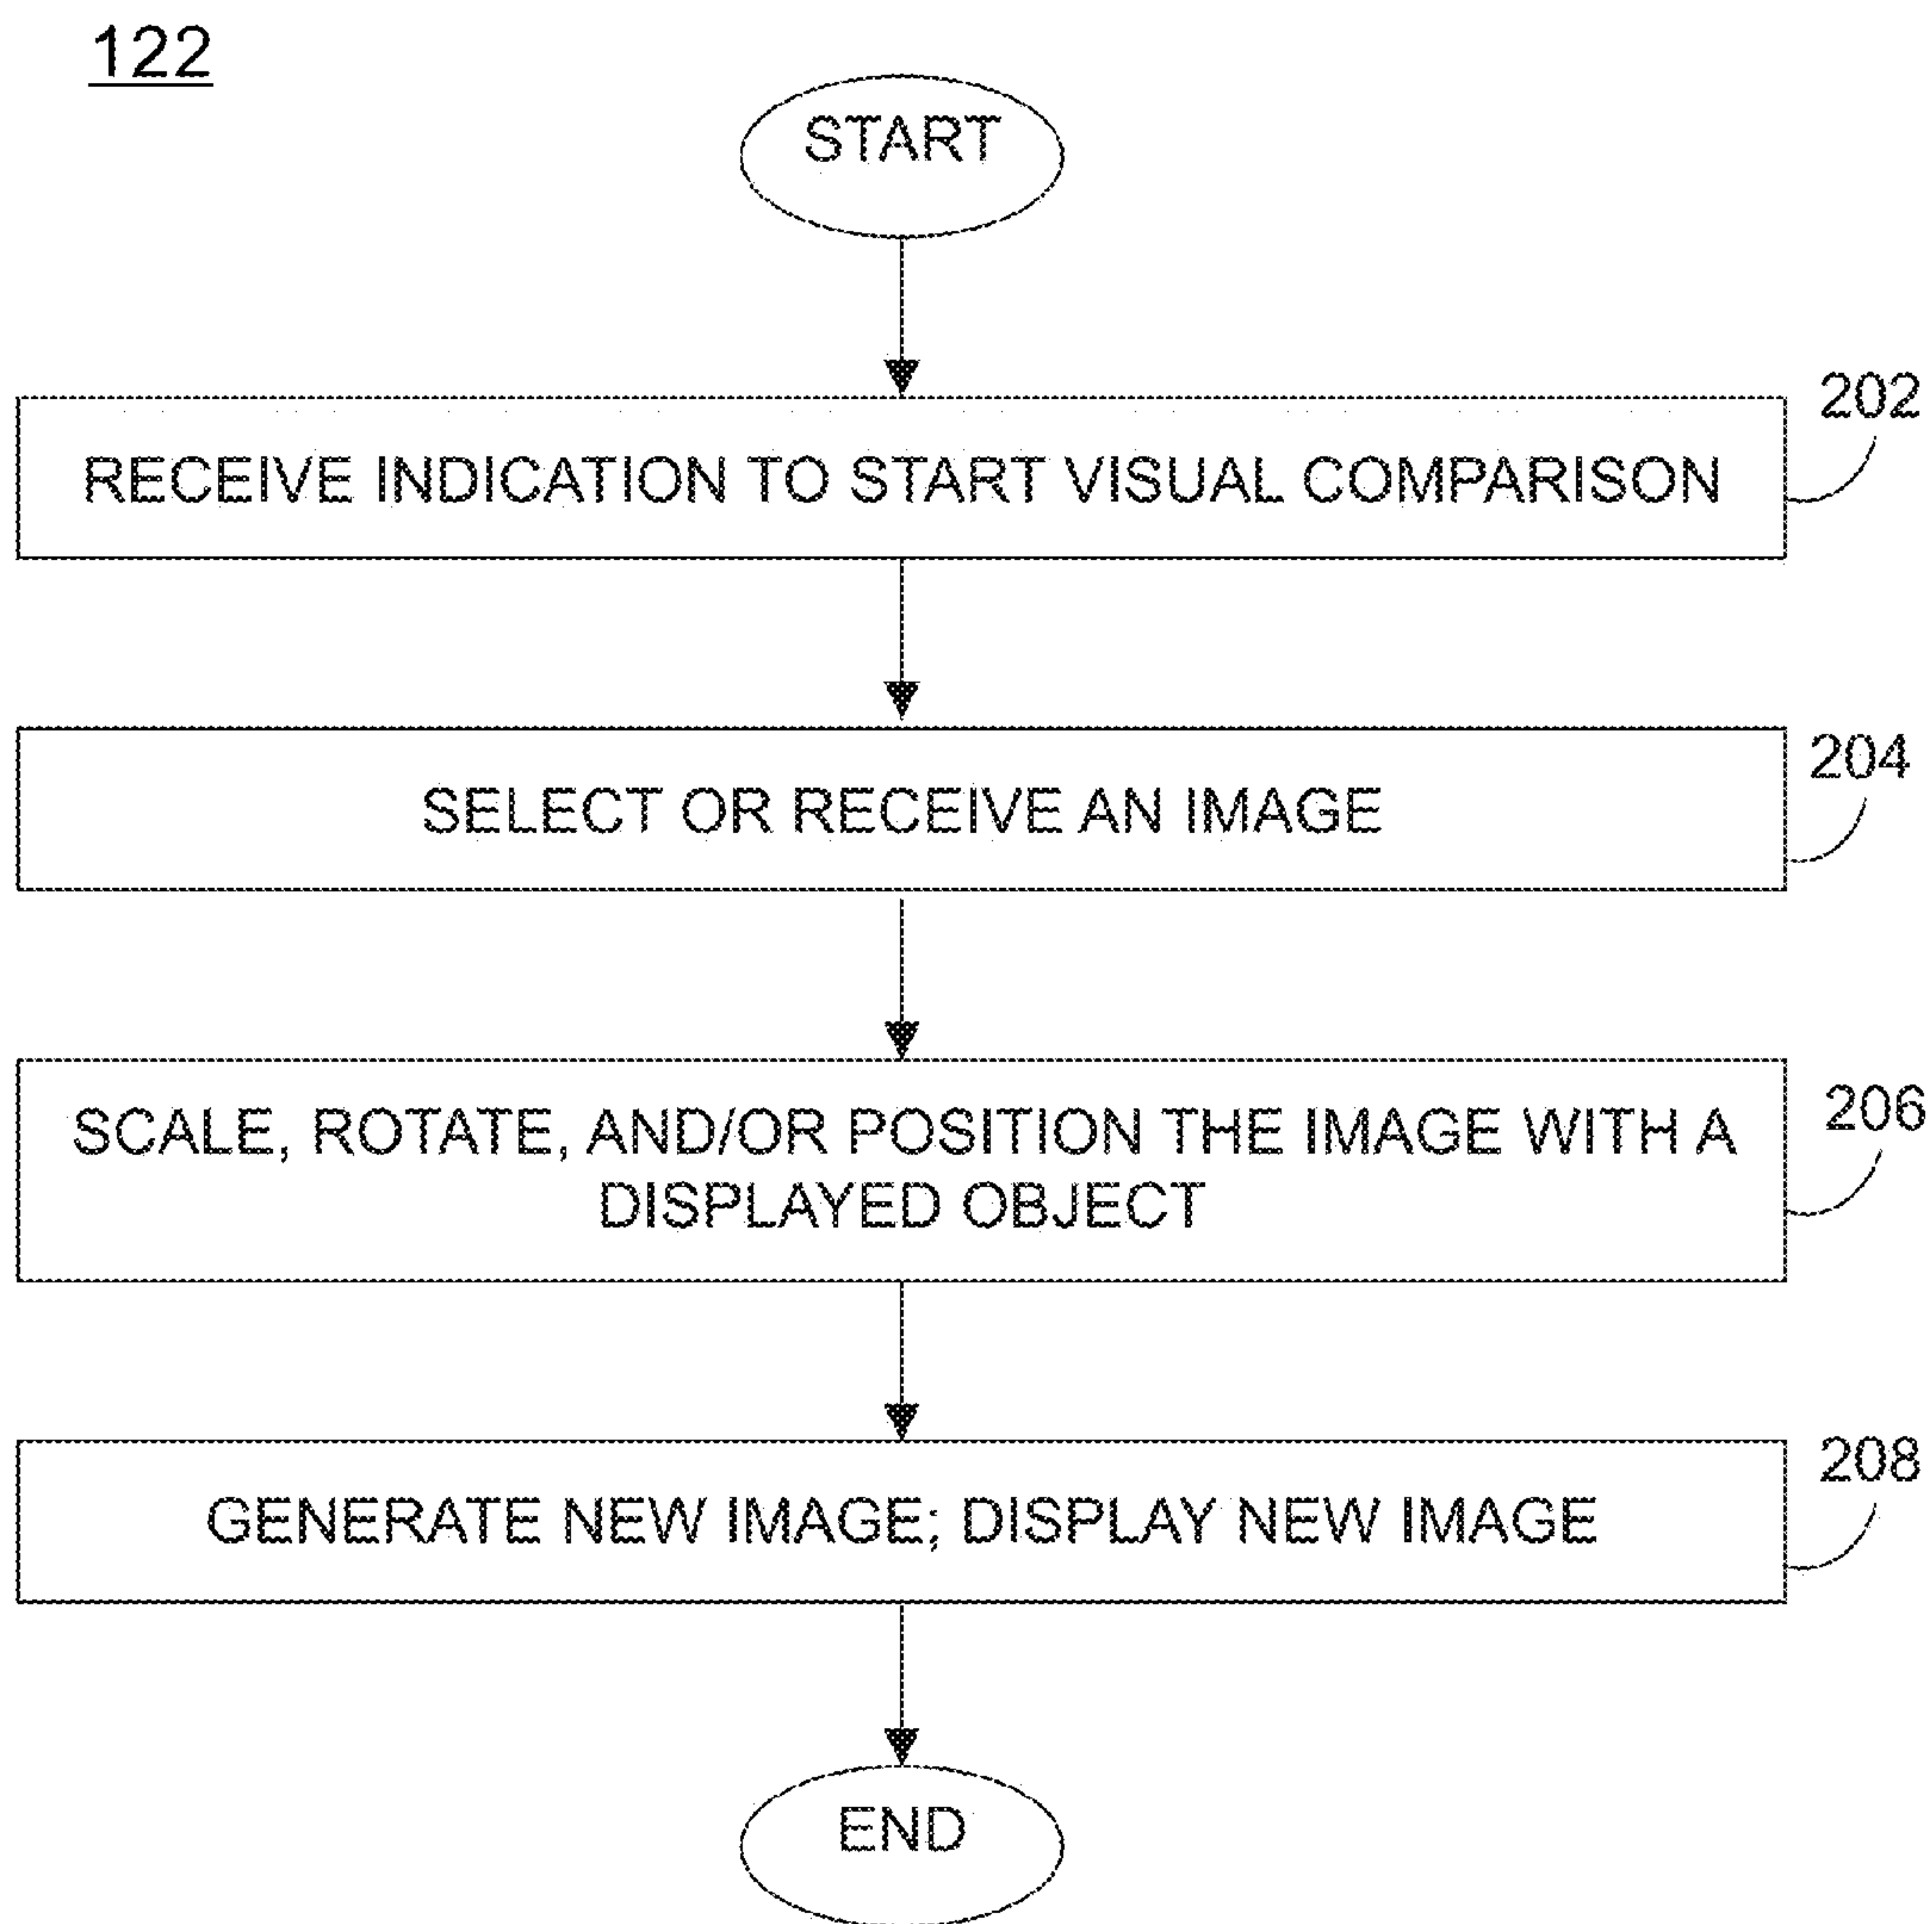 122
START
202
RECEIVE INDICATION TO START VISUAL COMPARISON
204
SELECT OR RECEIVE AN IMAGE
206
SCALE, ROTATE, AND/OR POSITION THE IMAGE WITH A
DISPLAYED OBJECT
208
GENERATE NEW IMAGE; DISPLAY NEW IMAGE
END